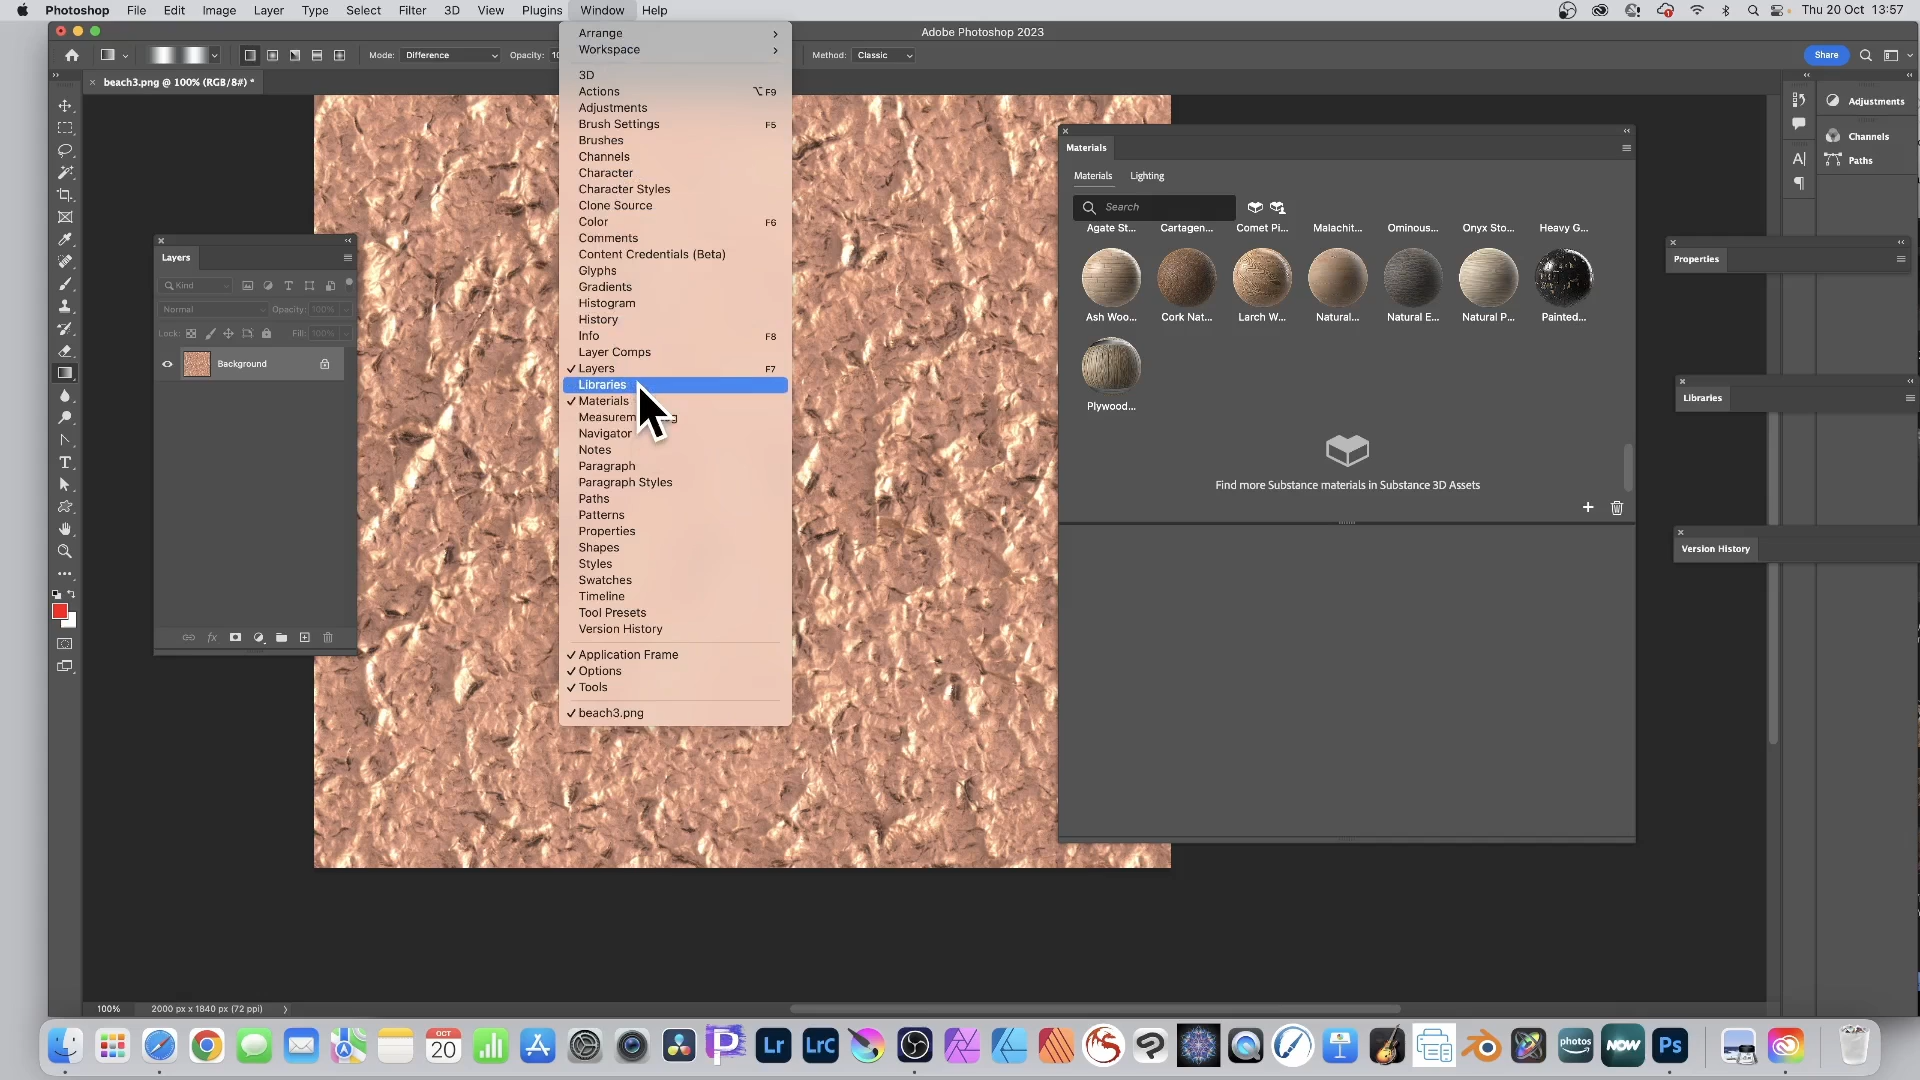 Photoshop File Edit Image Layer Type Select Filter 3D View Plugins Window Help Thu 20 Oct 13:57
Adobe Photoshop 2023
Mode: Difference Opacity: 10 Method: Classic Share
beach3.png @ 100% (RGB/8#) *
Arrange
Workspace
3D
Actions ⌥F9
Adjustments
Brush Settings F5
Brushes
Channels
Character
Character Styles
Clone Source
Color F6
Comments
Content Credentials (Beta)
Glyphs
Gradients
Histogram
History
Info F8
Layer Comps
✓ Layers F7
Libraries
✓ Materials
Measurem g
Navigator
Notes
Paragraph
Paragraph Styles
Paths
Patterns
Properties
Shapes
Styles
Swatches
Timeline
Tool Presets
Version History
✓ Application Frame
✓ Options
✓ Tools
✓ beach3.png
Layers
Kind
Normal Opacity: 100%
Lock: Fill: 100%
Background
Materials
Materials Lighting
Search
Agate St... Cartagen... Comet Pi... Malachit... Ominous... Onyx Sto... Heavy G...
Ash Woo... Cork Nat... Larch W... Natural... Natural E... Natural P... Painted...
Plywood...
Find more Substance materials in Substance 3D Assets
Adjustments
Channels
Paths
Properties
Libraries
Version History
100% 2000 px x 1840 px (72 ppi)
OCT
20
Lr
LrC
photos
NOW
Ps